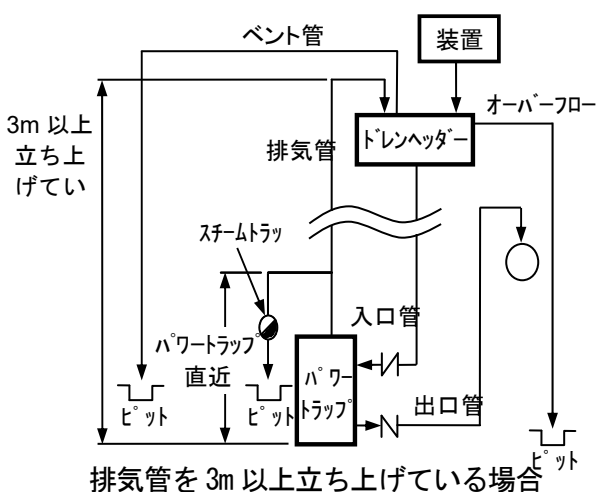 ベント管
装置
3m 以上
立ち上
げてい
オーバーフロー
ﾄﾞﾚﾝﾍｯﾀﾞｰ
排気管
ｽﾁｰﾑﾄﾗｯ
入口管
ﾊﾟﾜｰﾄﾗｯﾌﾟ
直近
ﾊﾟﾜｰ
ﾄﾗｯﾌﾟ
出口管
ﾋﾟｯﾄ
ﾋﾟｯﾄ
ﾋﾟｯﾄ
排気管を 3m 以上立ち上げている場合